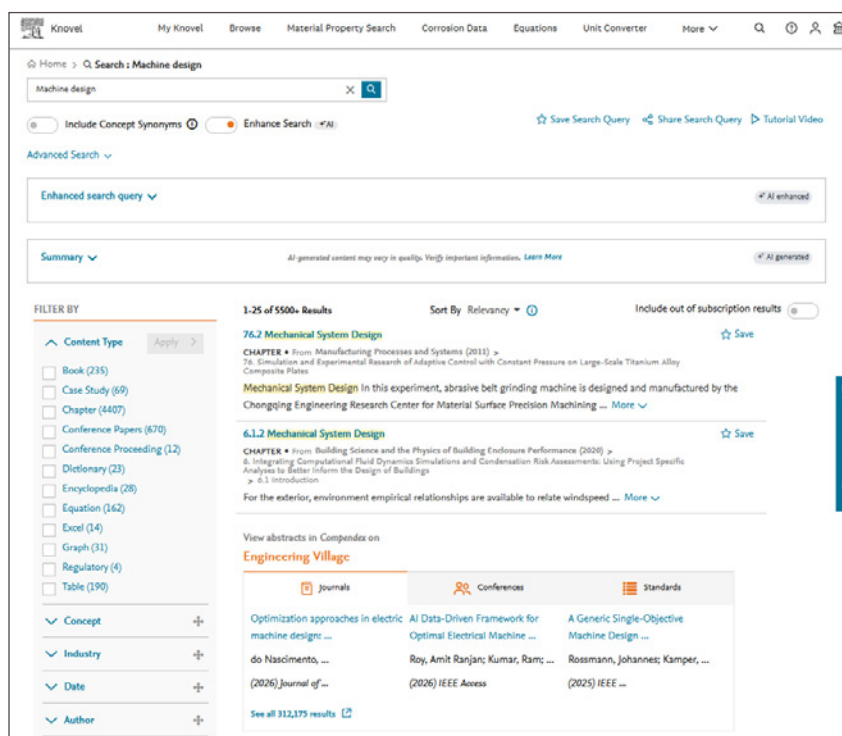 Knovel My Knovel Browse Material Property Search Corrosion Data Equations Unit Converter More
Home > Search : Machine design
Machine design
Include Concept Synonyms Enhance Search AI
Save Search Query Share Search Query Tutorial Video
Advanced Search
Enhanced search query AI enhanced
Summary AI-generated content may vary in quality. Verify important information. Learn More AI generated
FILTER BY
Content Type Apply >
Book (235)
Case Study (69)
Chapter (4407)
Conference Papers (670)
Conference Proceeding (12)
Dictionary (23)
Encyclopedia (28)
Equation (162)
Excel (14)
Graph (31)
Regulatory (4)
Table (190)
Concept
Industry
Date
Author
1-25 of 5500+ Results Sort By Relevancy Include out of subscription results
76.2 Mechanical System Design Save
CHAPTER • From Manufacturing Processes and Systems (2011) >
76. Simulation and Experimental Research of Adaptive Control with Constant Pressure on Large-Scale Titanium Alloy
Composite Plates
Mechanical System Design In this experiment, abrasive belt grinding machine is designed and manufactured by the
Chongqing Engineering Research Center for Material Surface Precision Machining ... More
6.1.2 Mechanical System Design Save
CHAPTER • From Building Science and the Physics of Building Enclosure Performance (2020) >
6. Integrating Computational Fluid Dynamics Simulations and Condensation Risk Assessments: Using Project Specific
Analyses to Better Inform the Design of Buildings
> 6.1 Introduction
For the exterior, environment empirical relationships are available to relate windspeed ... More
View abstracts in Compendex on
Engineering Village
Journals Conferences Standards
Optimization approaches in electric
machine design: ...
do Nascimento, ...
(2026) Journal of ...
AI Data-Driven Framework for
Optimal Electrical Machine ...
Roy, Amit Ranjan; Kumar, Ram; ...
(2026) IEEE Access
A Generic Single-Objective
Machine Design ...
Rossmann, Johannes; Kamper, ...
(2025) IEEE ...
See all 312,175 results